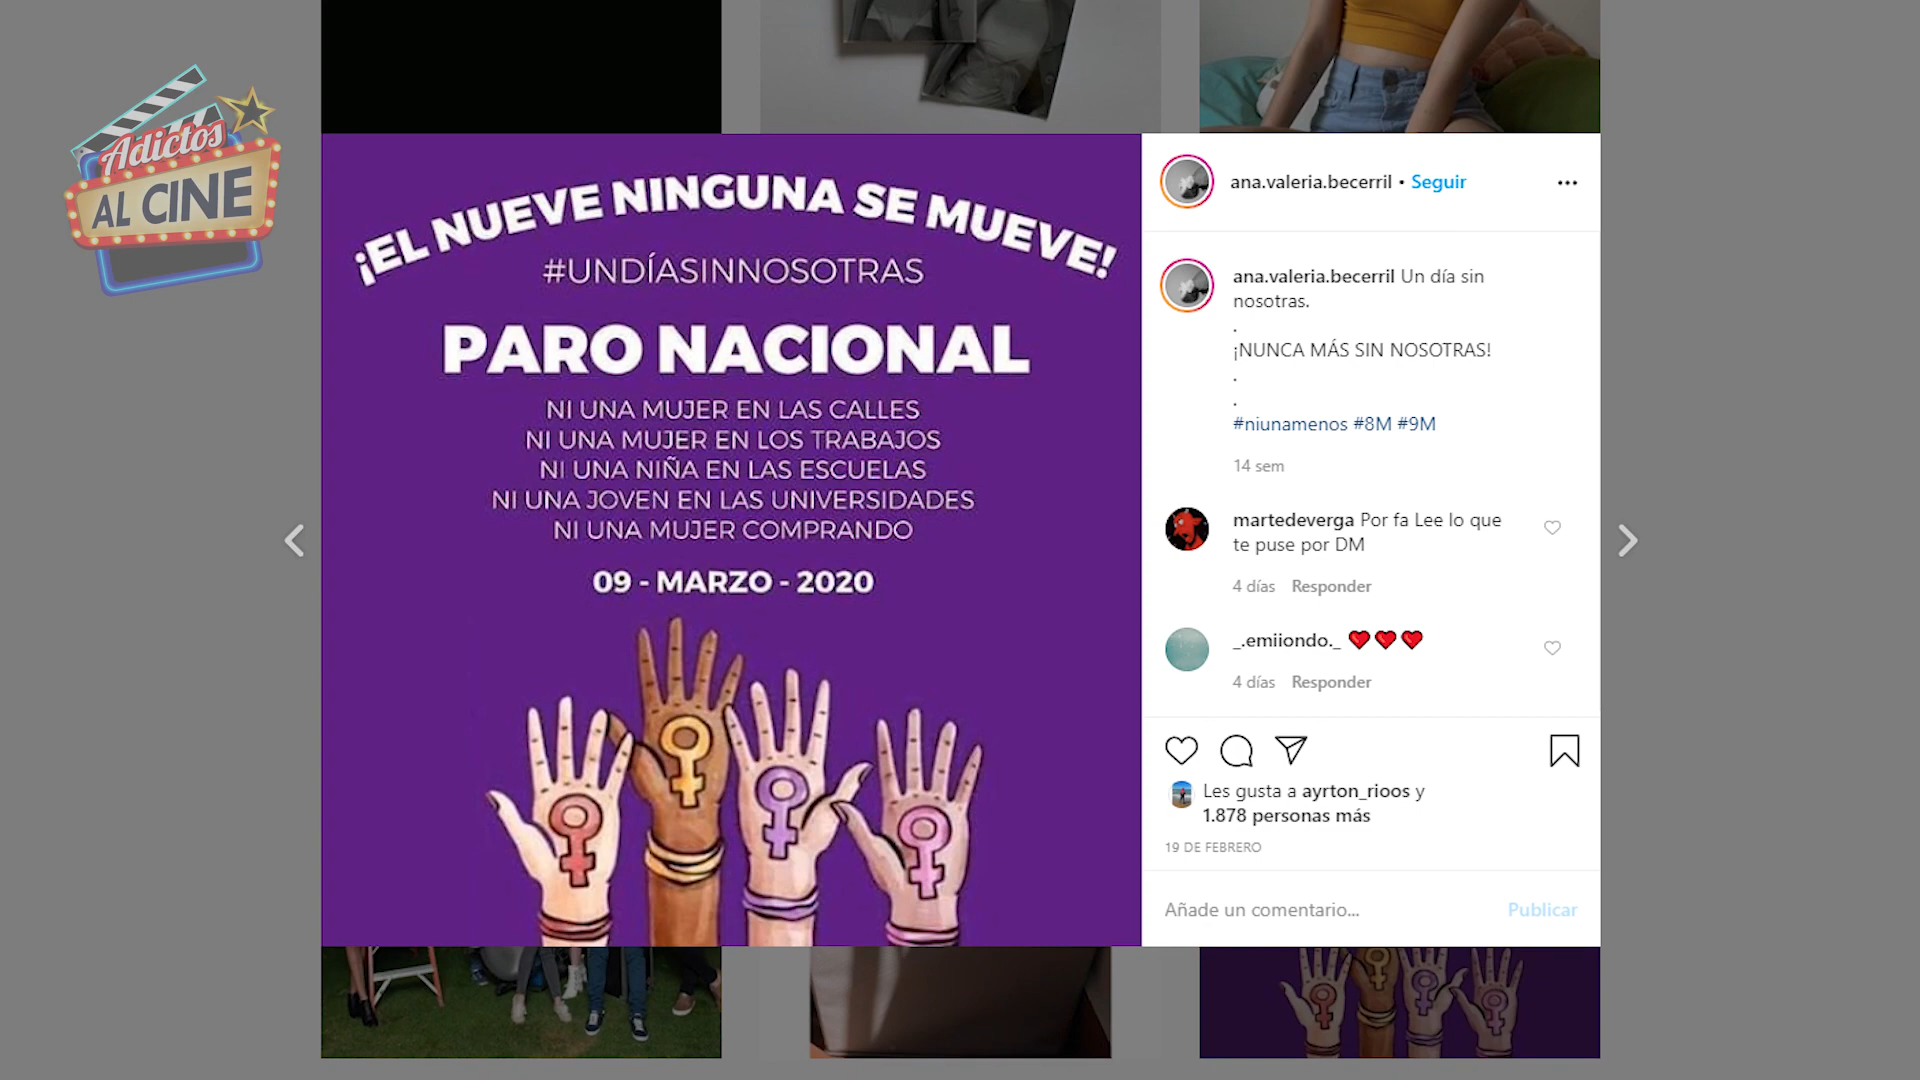 Adictos
AL CINE
¡EL NUEVE NINGUNA SE MUEVE!
#UNDÍASINNOSOTRAS
PARO NACIONAL
NI UNA MUJER EN LAS CALLES
NI UNA MUJER EN LOS TRABAJOS
NI UNA NIÑA EN LAS ESCUELAS
NI UNA JOVEN EN LAS UNIVERSIDADES
NI UNA MUJER COMPRANDO
09 - MARZO - 2020
ana.valeria.becerril • Seguir
ana.valeria.becerril Un día sin
nosotras.
.
¡NUNCA MÁS SIN NOSOTRAS!
.
.
#niunamenos #8M #9M
14 sem
martedeverga Por fa Lee lo que
te puse por DM
4 días Responder
_.emiiondo._ ❤️❤️❤️
4 días Responder
Les gusta a ayrton_rioos y
1.878 personas más
19 DE FEBRERO
Añade un comentario... Publicar